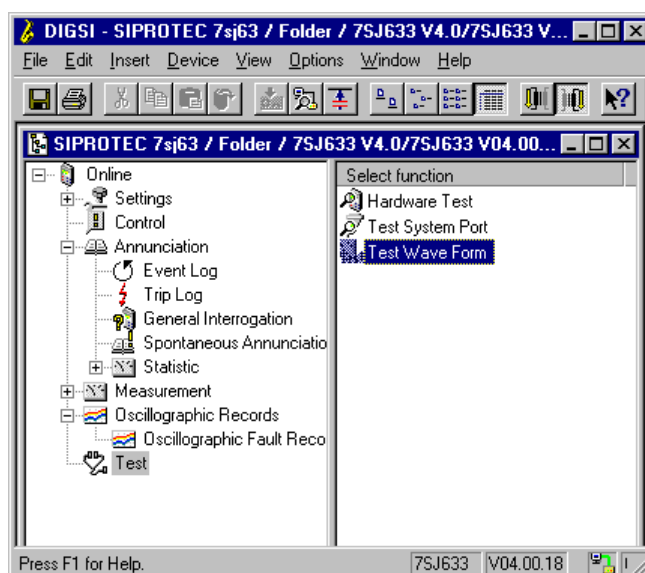 DIGSI - SIPROTEC 7sj63 / Folder / 7SJ633 V4.0/7SJ633 V...
File Edit Insert Device View Options Window Help
SIPROTEC 7sj63 / Folder / 7SJ633 V4.0/7SJ633 V04.00...
Online
Settings
Control
Annunciation
Event Log
Trip Log
General Interrogation
Spontaneous Annunciatio
Statistic
Measurement
Oscillographic Records
Oscillographic Fault Reco
Test
Select function
Hardware Test
Test System Port
Test Wave Form
Press F1 for Help.
7SJ633
V04.00.18